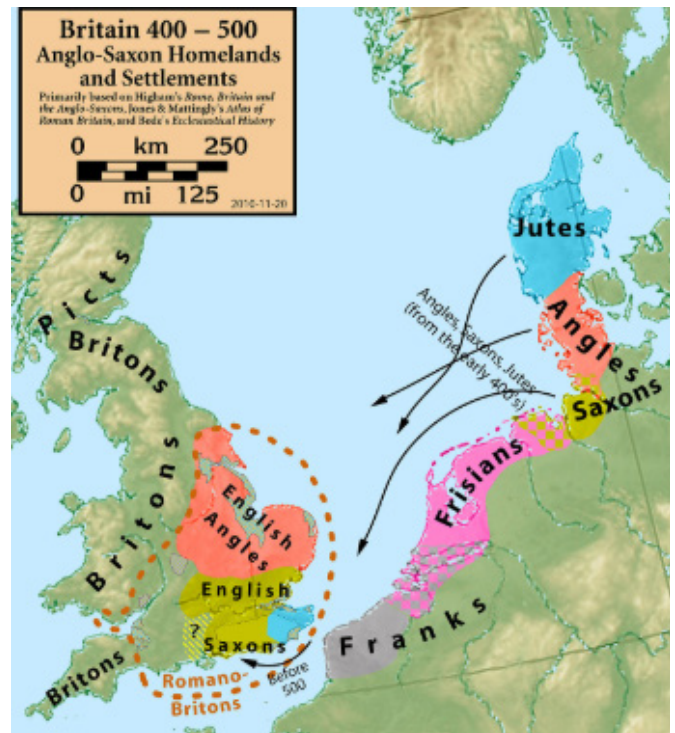 Britain 400 – 500
Anglo-Saxon Homelands
and Settlements
Primarily based on Higham's Rome, Britain and
the Anglo-Saxons, Jones & Mattingly's Atlas of
Roman Britain, and Bede's Ecclesastical History
0 km 250
0 mi 125
2010-11-20
Jutes
Picts
Angles, Saxons, Jutes
(from the early 400's)
Angles
Britons
Saxons
Britons
Frisians
English
Angles
English
?
Saxons
Franks
Britons
Before
500
Romano-
Britons